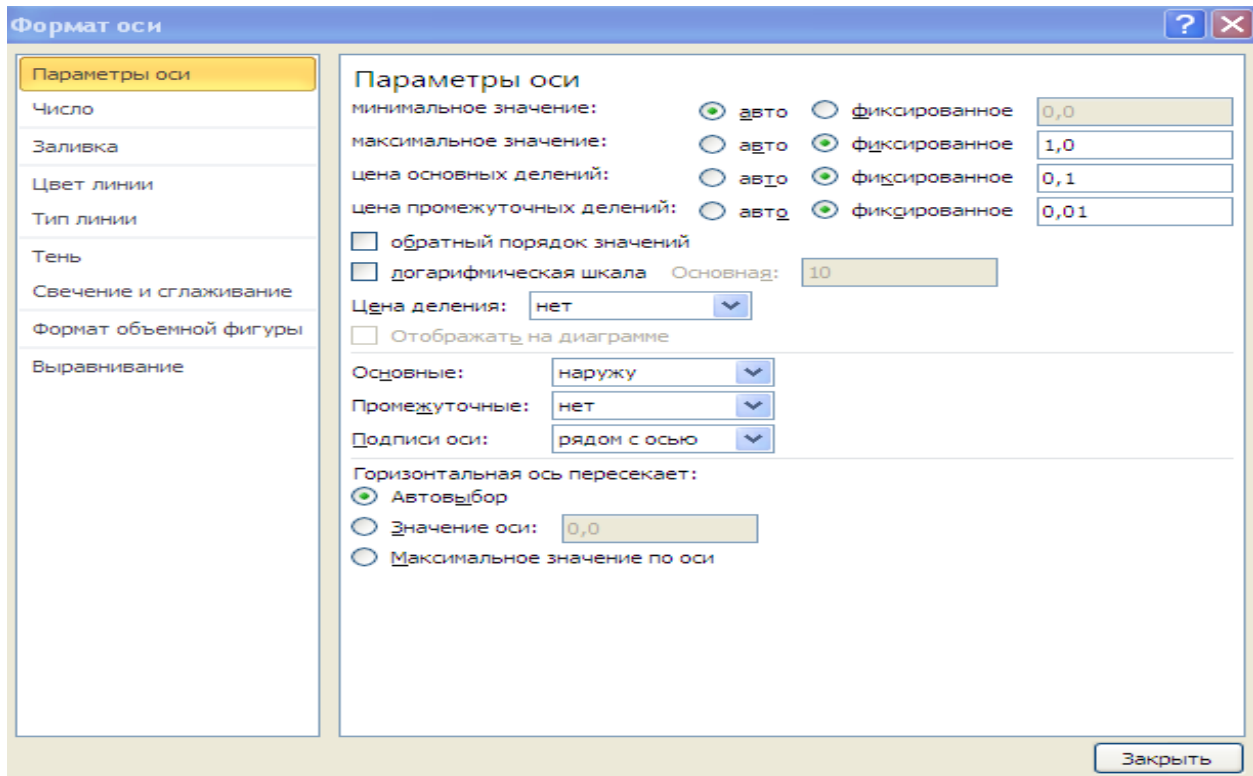 Формат оси
Параметры оси
Число
Заливка
Цвет линии
Тип линии
Тень
Свечение и сглаживание
Формат объемной фигуры
Выравнивание
Параметры оси
минимальное значение: авто фиксированное 0,0
максимальное значение: авто фиксированное 1,0
цена основных делений: авто фиксированное 0,1
цена промежуточных делений: авто фиксированное 0,01
обратный порядок значений
логарифмическая шкала Основная: 10
Цена деления: нет
Отображать на диаграмме
Основные: наружу
Промежуточные: нет
Подписи оси: рядом с осью
Горизонтальная ось пересекает:
Автовыбор
Значение оси: 0,0
Максимальное значение по оси
Закрыть